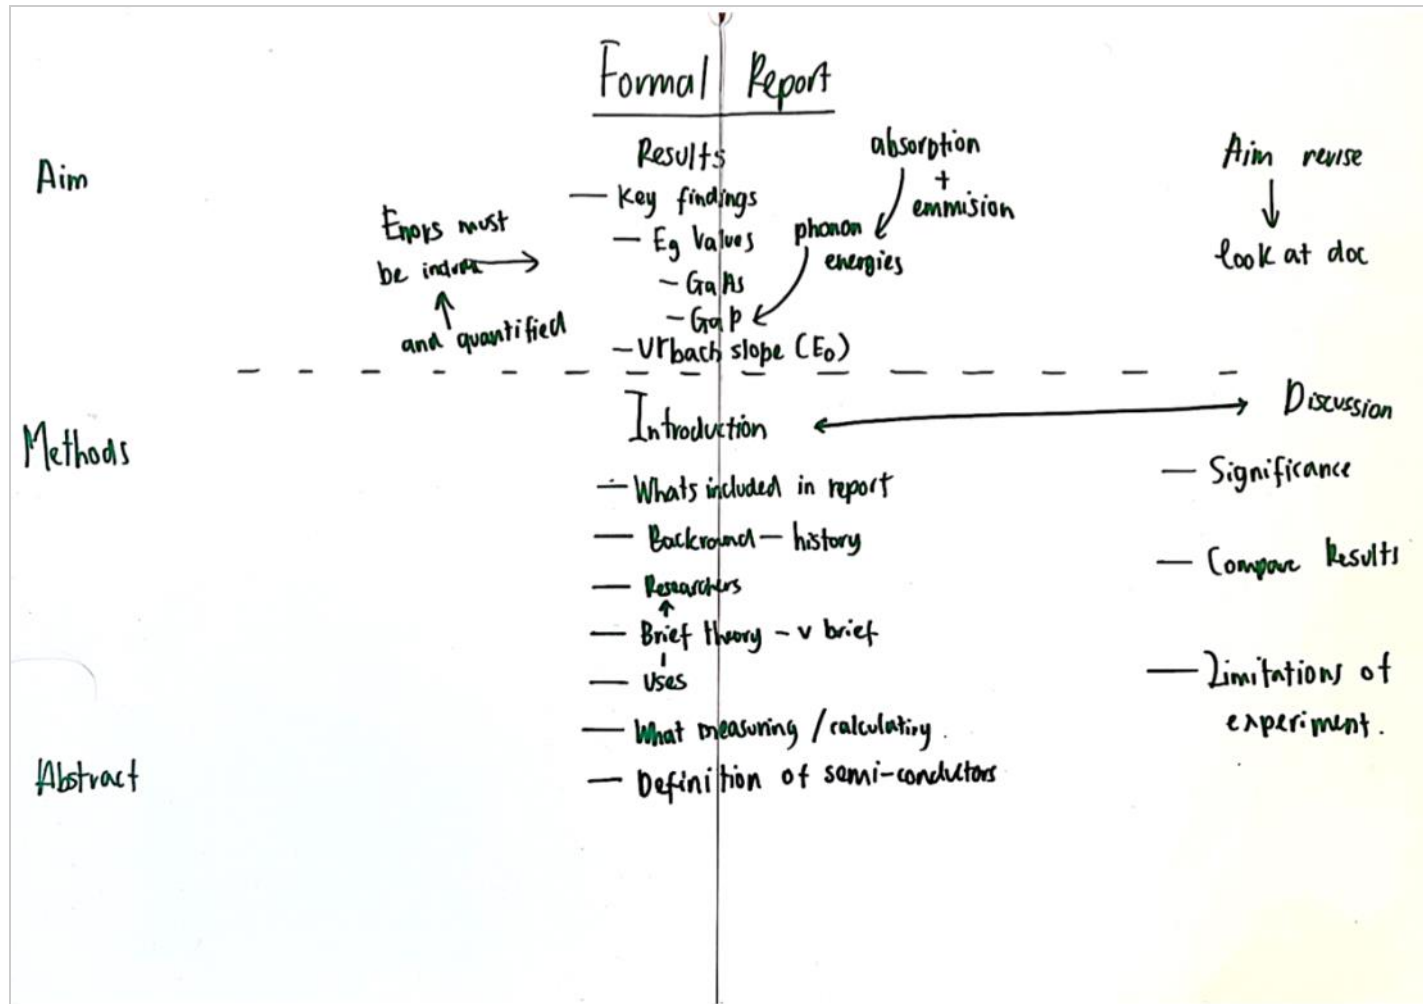 Formal Report
Aim
Results
— Key findings
— Eg Values
— GaAs
— GaP
— Urbach slope (E₀)
absorption
+
emmision
phonon
energies
Errors must
be
and quantified
Aim revise
look at doc
Methods
Introduction
— Whats included in report
— Backround — history
— Researchers
— Brief theory – v brief
— Uses
— What measuring / calculating.
— Definition of semi-conductors
Discussion
— Significance
— Compare Results
— Limitations of
experiment.
Abstract